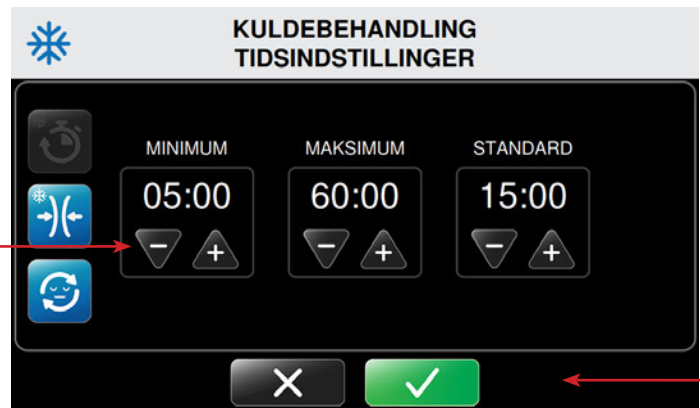 KULDEBEHANDLING
TIDSINDSTILLINGER
MINIMUM MAKSIMUM STANDARD
05:00 60:00 15:00
- + - + - +